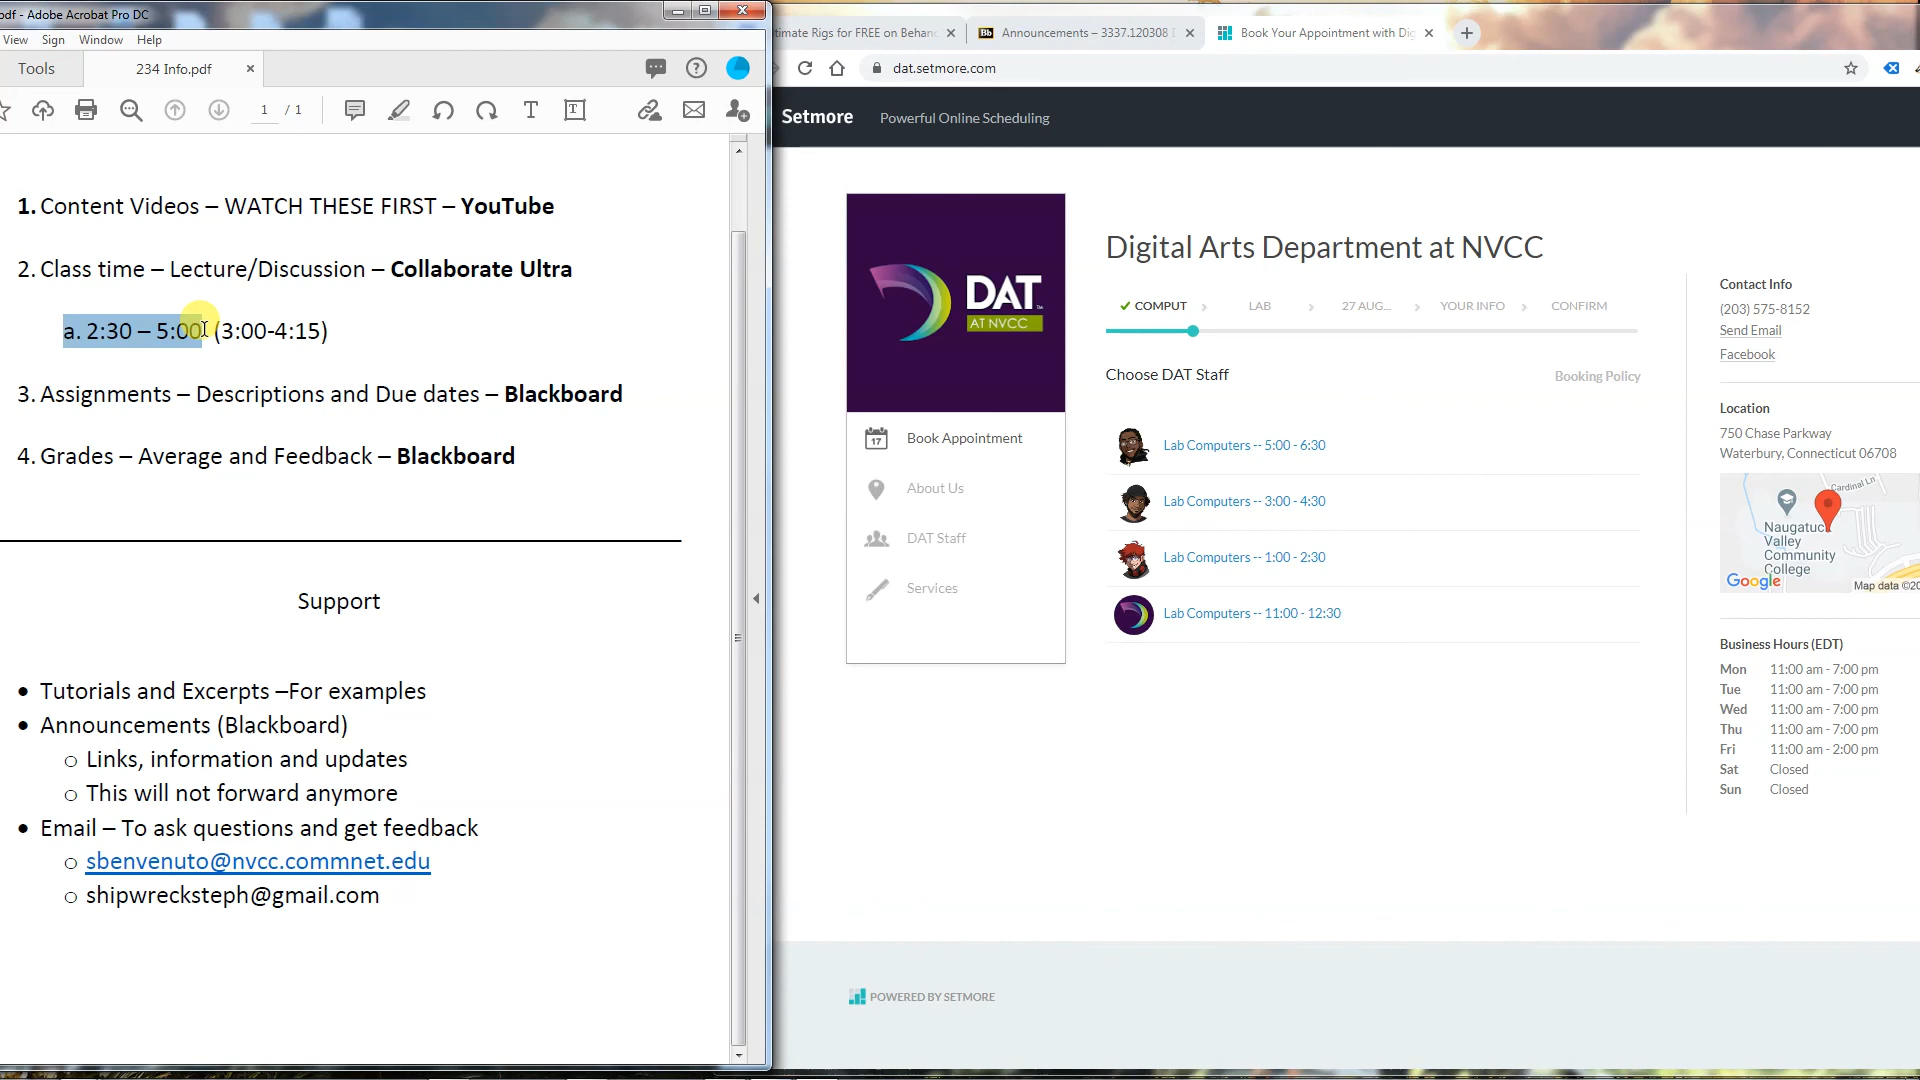 pdf - Adobe Acrobat Pro DC
View Sign Window Help
Tools
234 Info.pdf
1 / 1
1. Content Videos – WATCH THESE FIRST – YouTube
2. Class time – Lecture/Discussion – Collaborate Ultra
a. 2:30 – 5:00 (3:00-4:15)
3. Assignments – Descriptions and Due dates – Blackboard
4. Grades – Average and Feedback – Blackboard
Support
• Tutorials and Excerpts –For examples
• Announcements (Blackboard)
o Links, information and updates
o This will not forward anymore
• Email – To ask questions and get feedback
o sbenvenuto@nvcc.commnet.edu
o shipwrecksteph@gmail.com
timate Rigs for FREE on Behan
Bb Announcements – 3337.120308
Book Your Appointment with Dig
dat.setmore.com
Setmore Powerful Online Scheduling
DAT
AT NVCC
17 Book Appointment
About Us
DAT Staff
Services
Digital Arts Department at NVCC
COMPUT LAB 27 AUG... YOUR INFO CONFIRM
Choose DAT Staff Booking Policy
Lab Computers -- 5:00 - 6:30
Lab Computers -- 3:00 - 4:30
Lab Computers -- 1:00 - 2:30
Lab Computers -- 11:00 - 12:30
Contact Info
(203) 575-8152
Send Email
Facebook
Location
750 Chase Parkway
Waterbury, Connecticut 06708
Cardinal Ln
Naugatuck
Valley
Community
College
Google
Map data ©20
Business Hours (EDT)
Mon 11:00 am - 7:00 pm
Tue 11:00 am - 7:00 pm
Wed 11:00 am - 7:00 pm
Thu 11:00 am - 7:00 pm
Fri 11:00 am - 2:00 pm
Sat Closed
Sun Closed
POWERED BY SETMORE